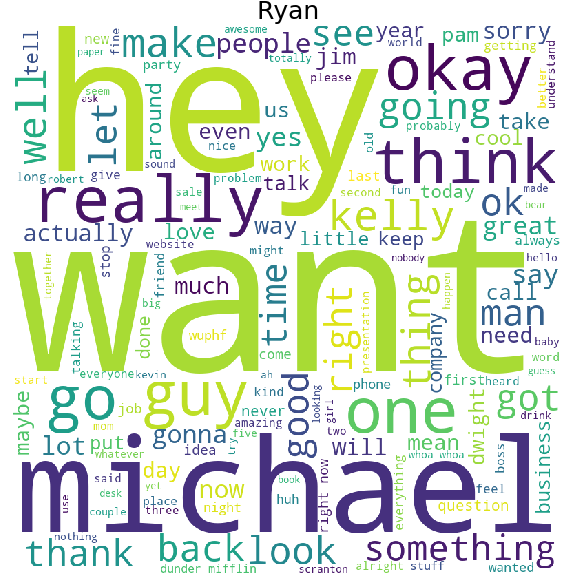 Ryan
hey
want
michael
okay
think
really
go
guy
one
make
people
see
sorry
year
tell
new
paper
awesome
fine
party
world
getting
totally
please
pam
jim
well
let
around
us
even
yes
going
take
better
understand
seem
ask
nice
old
probably
cool
long
robert
give
sound
problem
work
last
talk
second
fun
today
made
sale
meet
kelly
ok
bear
actually
stop
website
love
way
little
keep
great
always
together
friend
much
might
nobody
hello
time
right
thing
say
man
call
big
done
wuphf
come
presentation
happen
company
need
baby
talking
everyone
kevin
ah
kind
phone
first
heard
word
guess
start
mom
job
never
looking
girl
got
drink
maybe
whatever
put
gonna
idea
try
amazing
five
two
good
will
mean
dwight
whoa whoa
boss
business
lot
day
yet
said
now
night
place
three
book
huh
right now
everything
question
feel
use
desk
couple
nothing
thank
back
look
something
dunder mifflin
scranton
alright
stuff
wanted